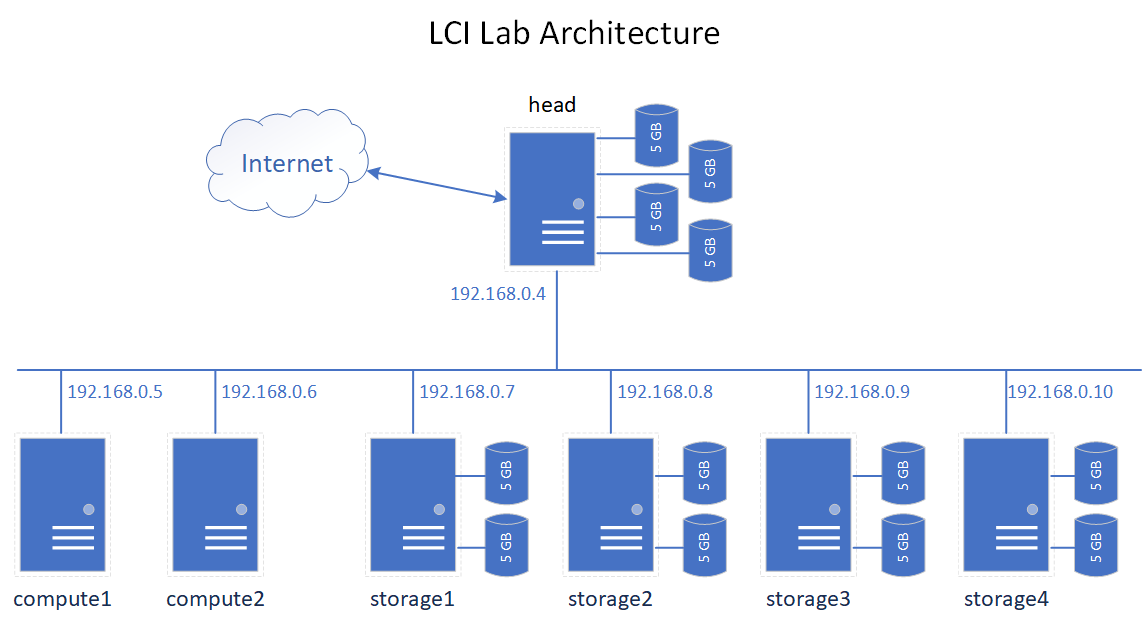 LCI Lab Architecture
head
Internet
5 GB
5 GB
5 GB
5 GB
192.168.0.4
192.168.0.5
192.168.0.6
192.168.0.7
192.168.0.8
192.168.0.9
192.168.0.10
5 GB
5 GB
5 GB
5 GB
5 GB
5 GB
5 GB
5 GB
compute1
compute2
storage1
storage2
storage3
storage4